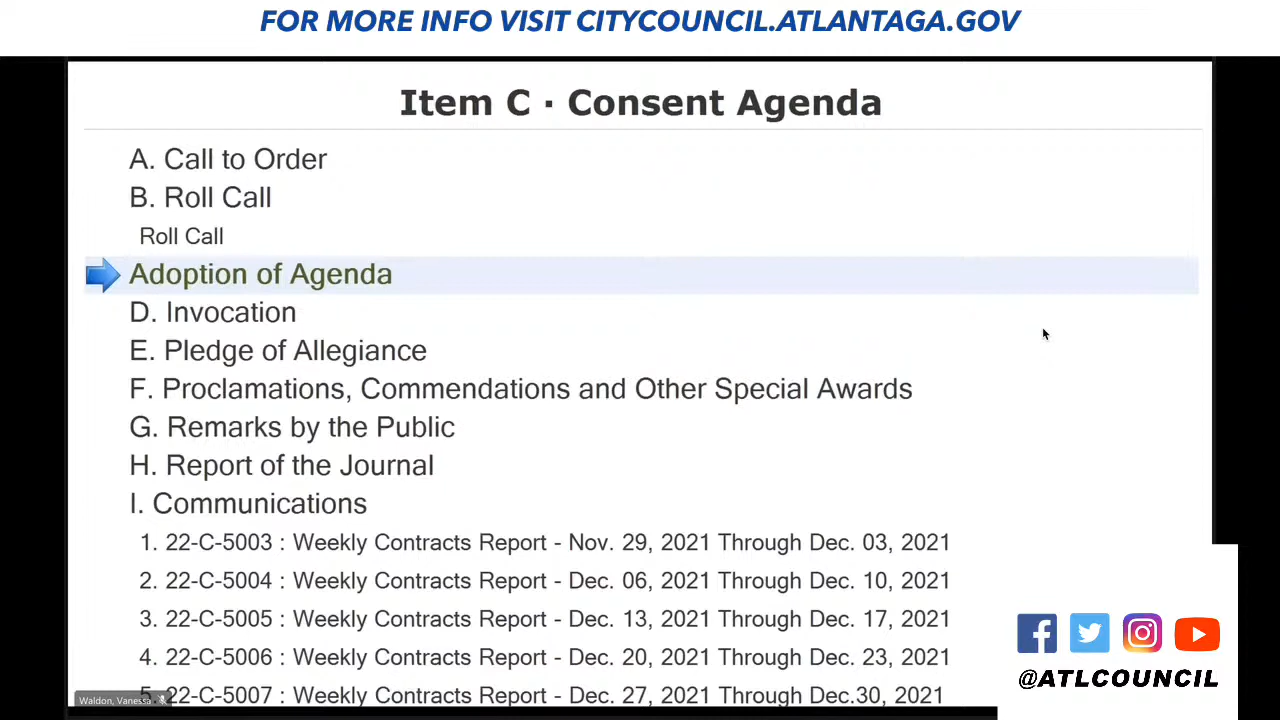 FOR MORE INFO VISIT CITYCOUNCIL.ATLANTAGA.GOV
Item C · Consent Agenda
A. Call to Order
B. Roll Call
Roll Call
Adoption of Agenda
D. Invocation
E. Pledge of Allegiance
F. Proclamations, Commendations and Other Special Awards
G. Remarks by the Public
H. Report of the Journal
I. Communications
1. 22-C-5003 : Weekly Contracts Report - Nov. 29, 2021 Through Dec. 03, 2021
2. 22-C-5004 : Weekly Contracts Report - Dec. 06, 2021 Through Dec. 10, 2021
3. 22-C-5005 : Weekly Contracts Report - Dec. 13, 2021 Through Dec. 17, 2021
4. 22-C-5006 : Weekly Contracts Report - Dec. 20, 2021 Through Dec. 23, 2021
5. 22-C-5007 : Weekly Contracts Report - Dec. 27, 2021 Through Dec.30, 2021
Waldon, Vanessa
@ATLCOUNCIL